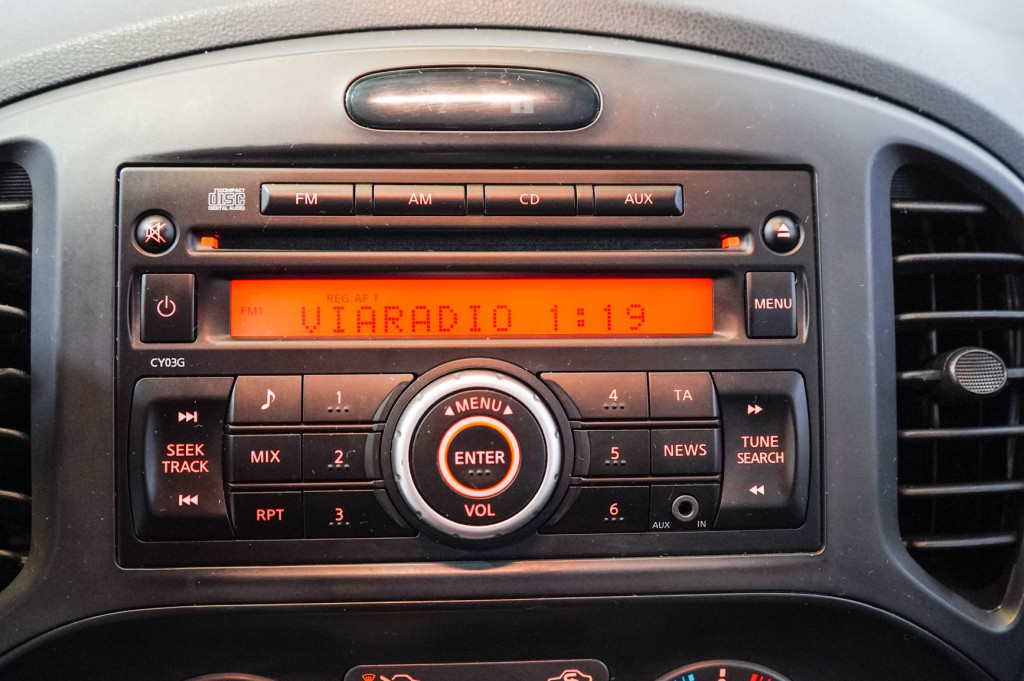 COMPACT
disc
DIGITAL AUDIO
FM AM CD AUX
REG AF T
FM1
VIARADIO 1:19
MENU
CY03G
SEEK
TRACK
1
MIX 2
RPT 3
MENU
ENTER
VOL
4 TA
5 NEWS
6
AUX IN
TUNE
SEARCH